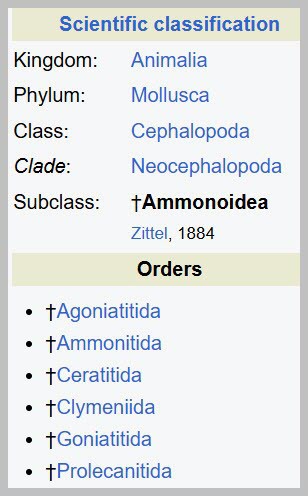 Scientific classification
Kingdom: Animalia
Phylum: Mollusca
Class: Cephalopoda
Clade: Neocephalopoda
Subclass: †Ammonoidea
Zittel, 1884
Orders
• †Agoniatitida
• †Ammonitida
• †Ceratitida
• †Clymeniida
• †Goniatitida
• †Prolecanitida